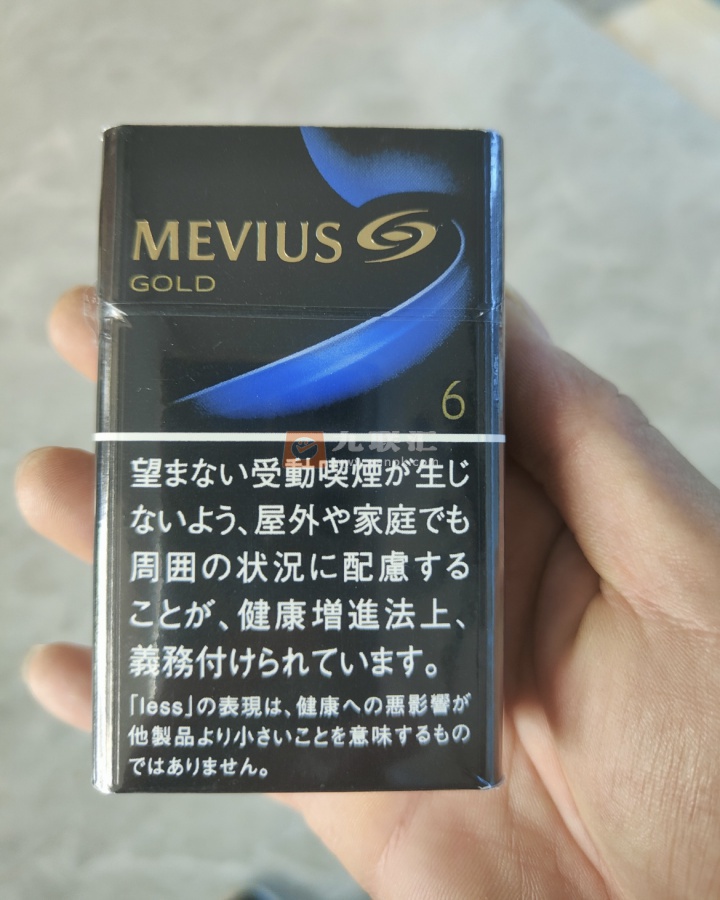 MEVIUS
GOLD
6
九联汇
望まない受動喫煙が生じ
ないよう、屋外や家庭でも
周囲の状況に配慮する
ことが、健康増進法上、
義務付けられています。
「less」の表現は、健康への悪影響が
他製品より小さいことを意味するもの
ではありません。